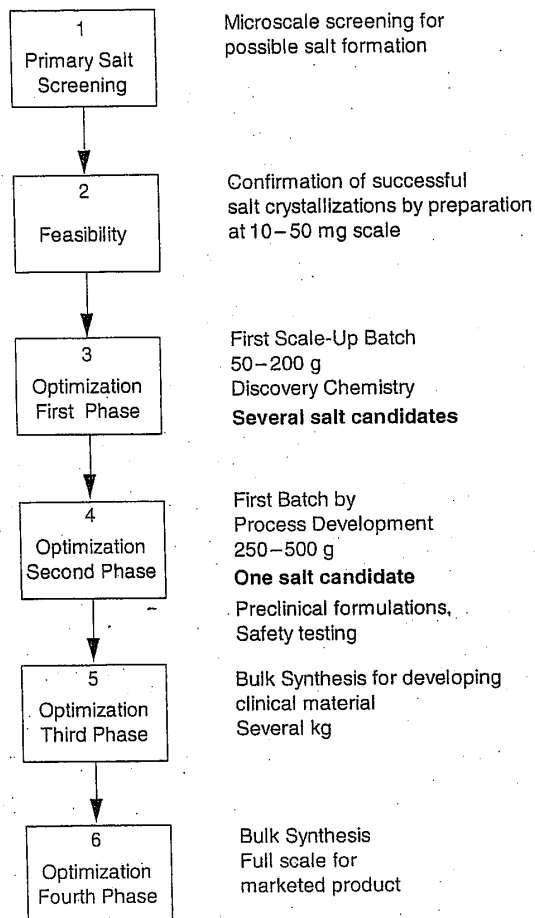 1
Primary Salt
Screening
Microscale screening for
possible salt formation
2
Feasibility
Confirmation of successful
salt crystallizations by preparation
at 10–50 mg scale
3
Optimization
First Phase
First Scale-Up Batch
50–200 g
Discovery Chemistry
Several salt candidates
4
Optimization
Second Phase
First Batch by
Process Development
250–500 g
One salt candidate
Preclinical formulations,
Safety testing
5
Optimization
Third Phase
Bulk Synthesis for developing
clinical material
Several kg
6
Optimization
Fourth Phase
Bulk Synthesis
Full scale for
marketed product